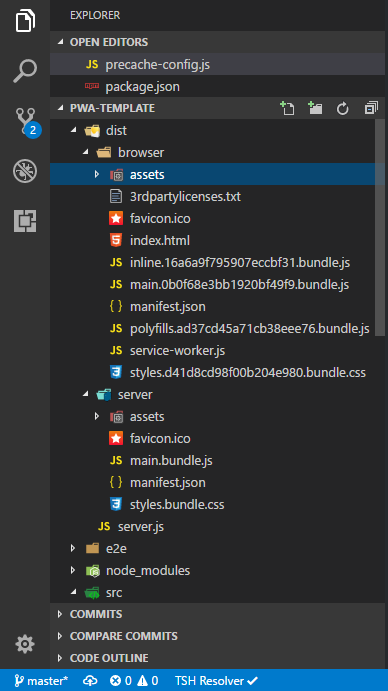 EXPLORER
OPEN EDITORS
JS precache-config.js
package.json
PWA-TEMPLATE
dist
browser
assets
3rdpartylicenses.txt
favicon.ico
index.html
JS inline.16a6a9f795907eccbf31.bundle.js
JS main.0b0f68e3bb1920bf49f9.bundle.js
{ } manifest.json
JS polyfills.ad37cd45a71cb38eee76.bundle.js
JS service-worker.js
styles.d41d8cd98f00b204e980.bundle.css
server
assets
favicon.ico
JS main.bundle.js
{ } manifest.json
styles.bundle.css
JS server.js
e2e
node_modules
src
COMMITS
COMPARE COMMITS
CODE OUTLINE
2
master* 0 0 TSH Resolver